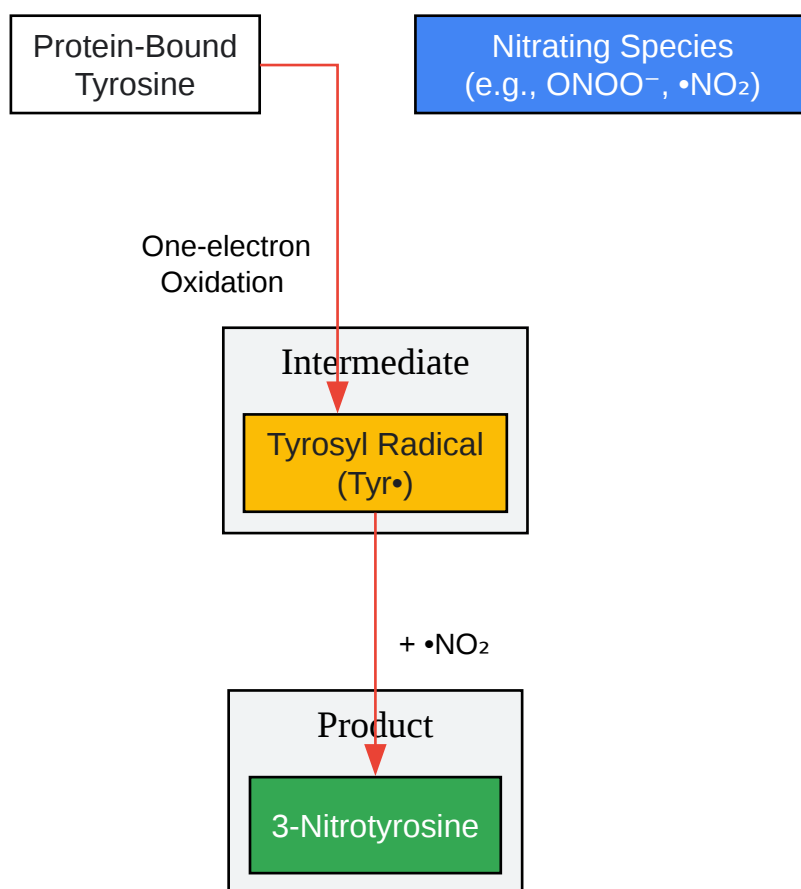 Protein-Bound
Tyrosine
Nitrating Species
(e.g., ONOO⁻, •NO₂)
One-electron
Oxidation
Intermediate
Tyrosyl Radical
(Tyr•)
+ •NO₂
Product
3-Nitrotyrosine